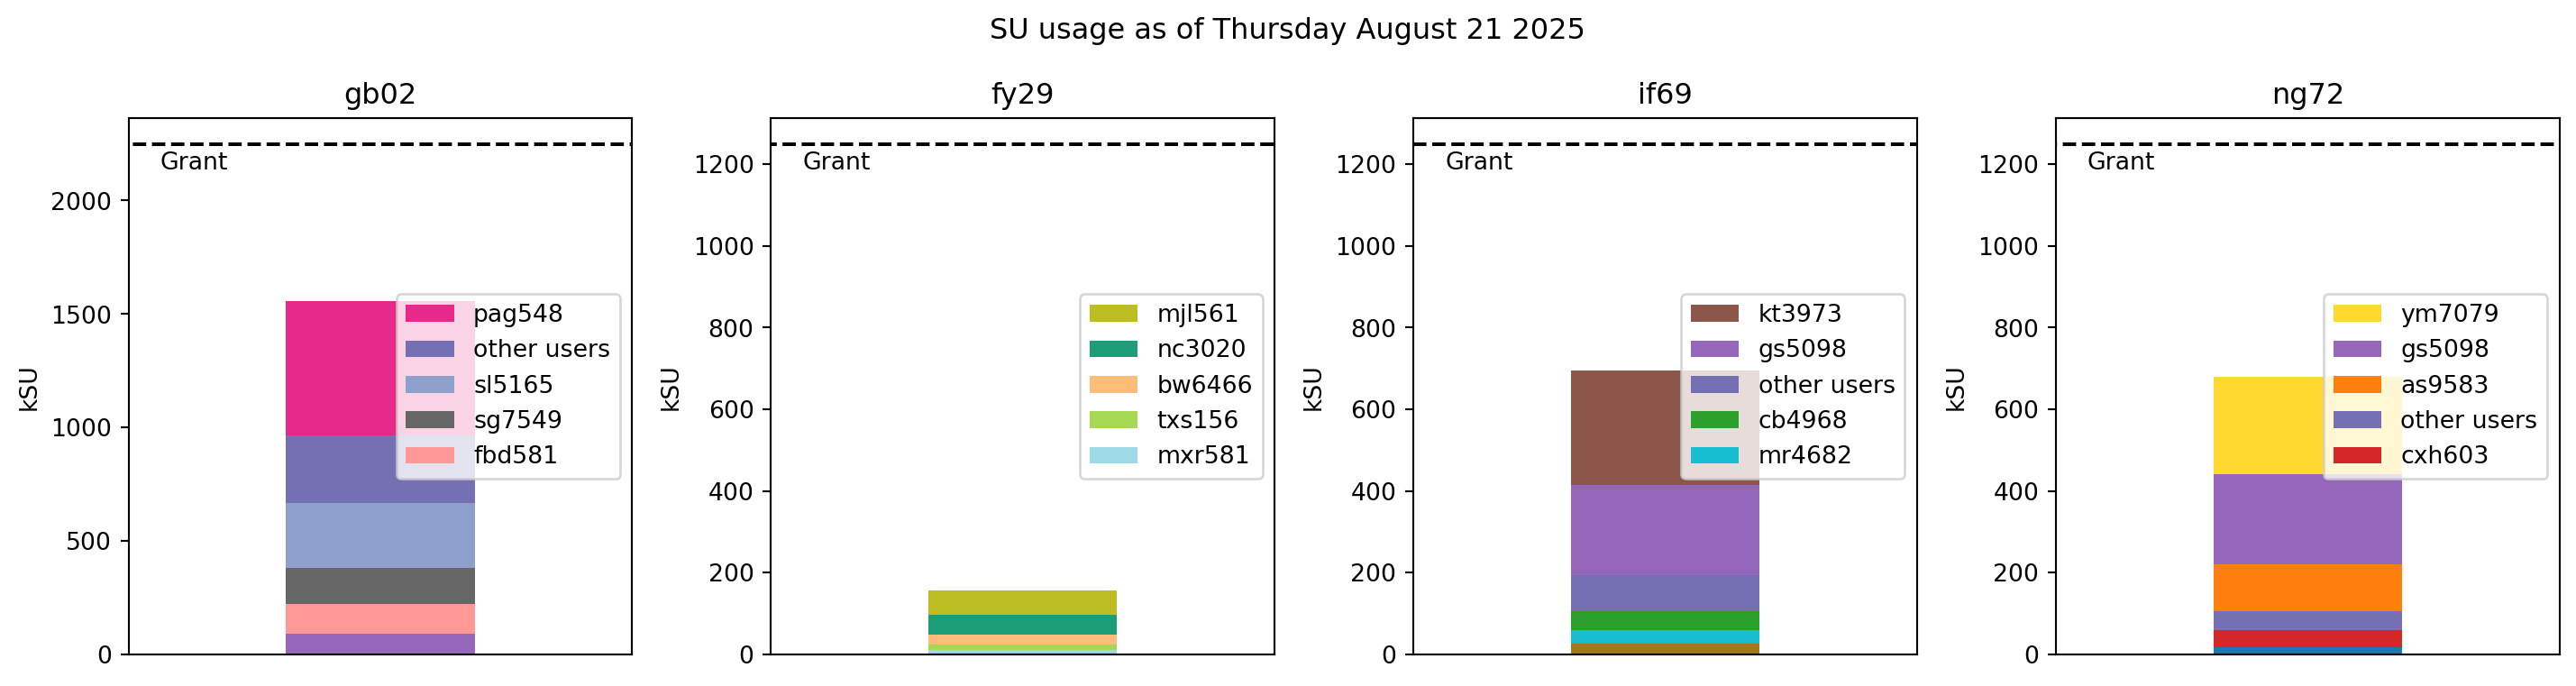 SU usage as of Thursday August 21 2025
gb02
Grant
kSU
2000
1500
1000
500
0
pag548
other users
sl5165
sg7549
fbd581
fy29
Grant
kSU
1200
1000
800
600
400
200
0
mjl561
nc3020
bw6466
txs156
mxr581
if69
Grant
kSU
1200
1000
800
600
400
200
0
kt3973
gs5098
other users
cb4968
mr4682
ng72
Grant
kSU
1200
1000
800
600
400
200
0
ym7079
gs5098
as9583
other users
cxh603